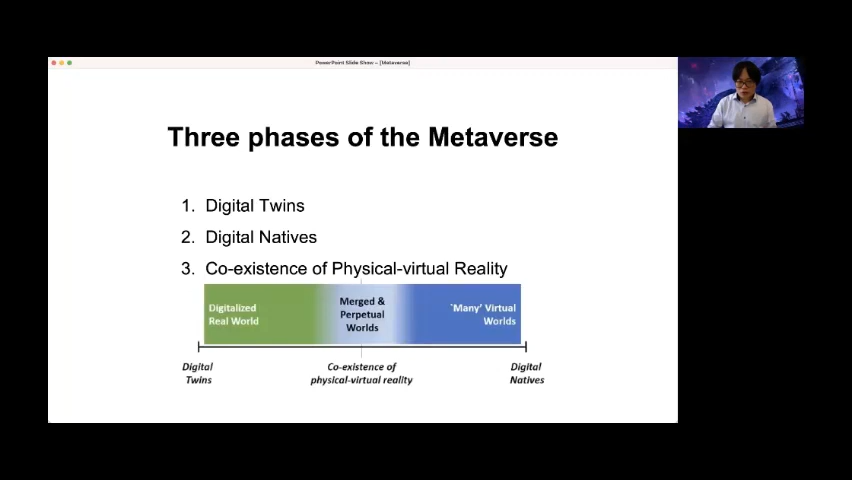 PowerPoint Slide Show - [Metaverse]
Three phases of the Metaverse
1. Digital Twins
2. Digital Natives
3. Co-existence of Physical-virtual Reality
Digitalized
Real World
Merged &
Perpetual
Worlds
`Many' Virtual
Worlds
Digital
Twins
Co-existence of
physical-virtual reality
Digital
Natives